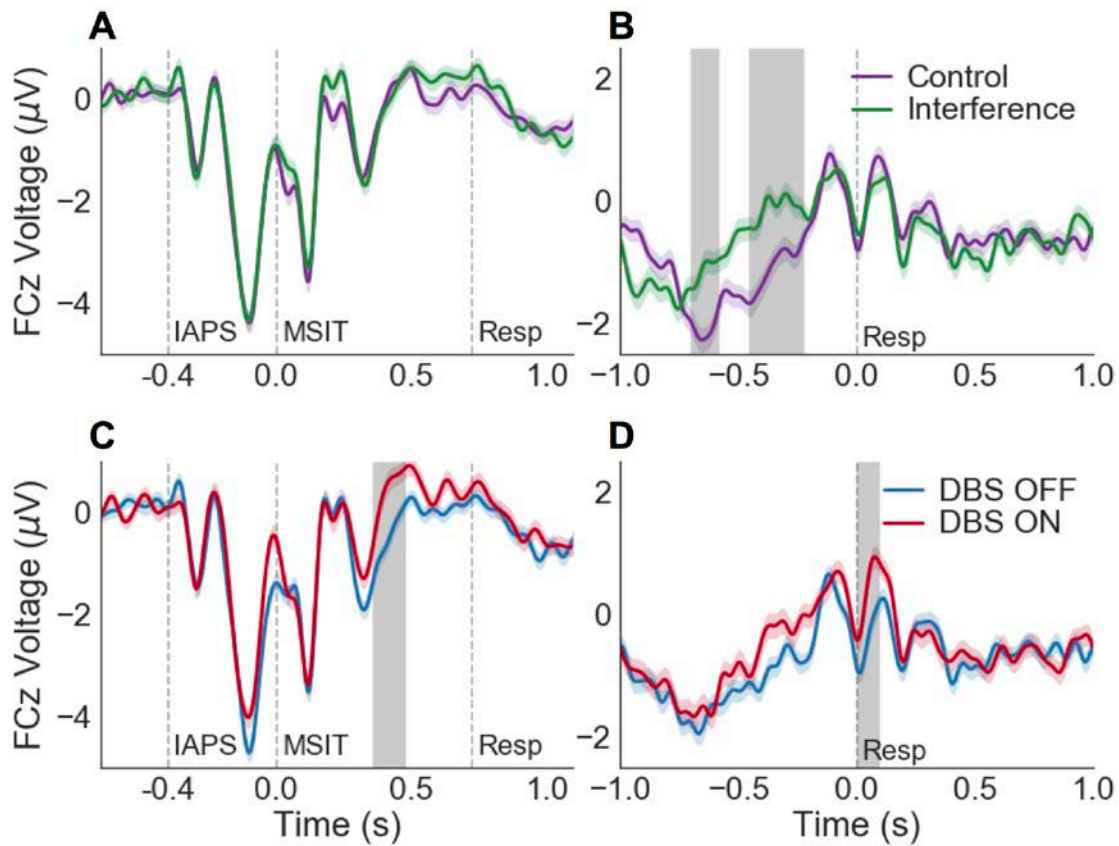 A
B
FCz Voltage (µV)
0
−2
−4
IAPS
MSIT
Resp
-0.4
0.0
0.5
1.0
2
0
−2
Control
Interference
Resp
−1.0
−0.5
0.0
0.5
1.0
C
D
FCz Voltage (µV)
0
−2
−4
IAPS
MSIT
Resp
-0.4
0.0
0.5
1.0
Time (s)
2
0
−2
DBS OFF
DBS ON
Resp
−1.0
−0.5
0.0
0.5
1.0
Time (s)